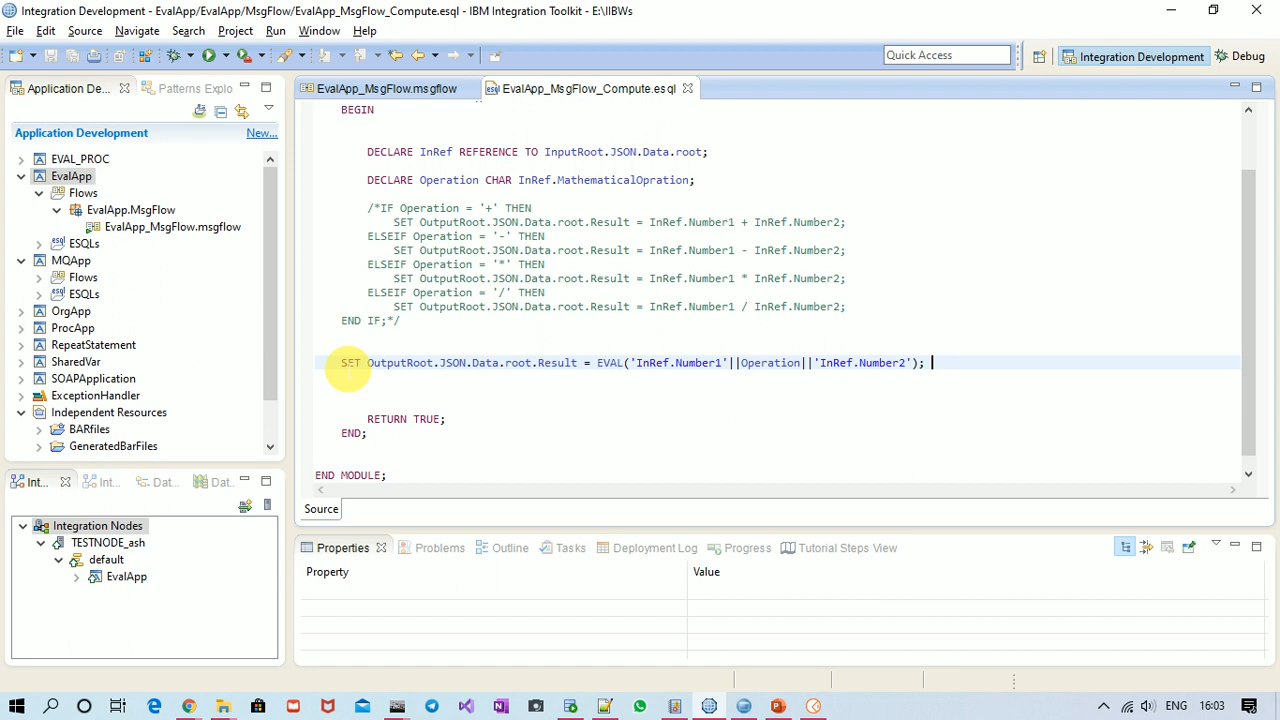 Integration Development - EvalApp/EvalApp/MsgFlow/EvalApp_MsgFlow_Compute.esql - IBM Integration Toolkit - E:\IIBWs
File Edit Source Navigate Search Project Run Window Help
Quick Access
Integration Development
Debug
Application De...
Patterns Explo
Application Development
New...
EVAL_PROC
EvalApp
Flows
EvalApp.MsgFlow
EvalApp_MsgFlow.msgflow
ESQLs
MQApp
Flows
ESQLs
OrgApp
ProcApp
RepeatStatement
SharedVar
SOAPApplication
ExceptionHandler
Independent Resources
BARfiles
GeneratedBarFiles
Int...
Int...
Dat...
Dat
Integration Nodes
TESTNODE_ash
default
EvalApp
EvalApp_MsgFlow.msgflow
EvalApp_MsgFlow_Compute.esql
BEGIN
DECLARE InRef REFERENCE TO InputRoot.JSON.Data.root;
DECLARE Operation CHAR InRef.MathematicalOpration;
/*IF Operation = '+' THEN
SET OutputRoot.JSON.Data.root.Result = InRef.Number1 + InRef.Number2;
ELSEIF Operation = '-' THEN
SET OutputRoot.JSON.Data.root.Result = InRef.Number1 - InRef.Number2;
ELSEIF Operation = '*' THEN
SET OutputRoot.JSON.Data.root.Result = InRef.Number1 * InRef.Number2;
ELSEIF Operation = '/' THEN
SET OutputRoot.JSON.Data.root.Result = InRef.Number1 / InRef.Number2;
END IF;*/
SET OutputRoot.JSON.Data.root.Result = EVAL('InRef.Number1'||Operation||'InRef.Number2');
RETURN TRUE;
END;
END MODULE;
Source
Properties
Problems
Outline
Tasks
Deployment Log
Progress
Tutorial Steps View
Property
Value
ENG
16:03